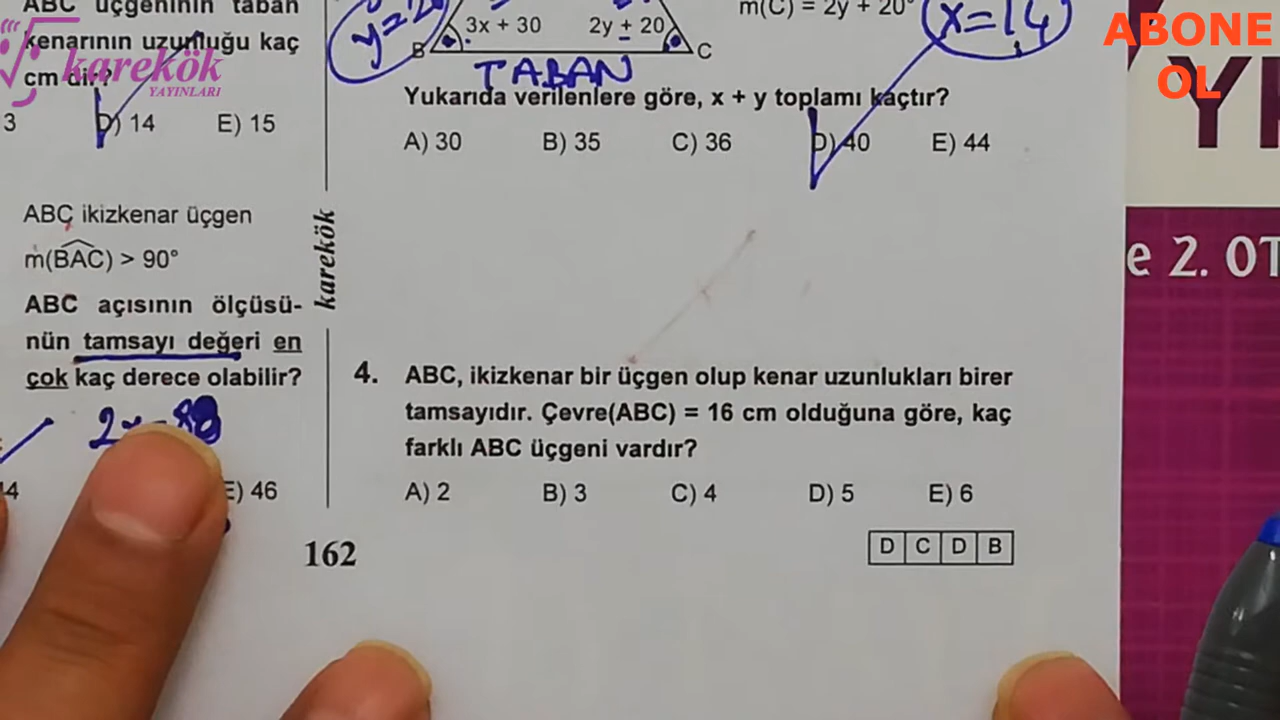 ABC üçgeninin taban
kenarının uzunluğu kaç
cm dir?
karekök
YAYINLARI
3
D) 14
E) 15
ABC ikizkenar üçgen
m(BAC) > 90°
ABC açısının ölçüsü-
nün tamsayı değeri en
çok kaç derece olabilir?
E) 46
karekök
3x + 30
2y + 20
B
C
TABAN
m(C) = 2y + 20°
x=14
Yukarıda verilenlere göre, x + y toplamı kaçtır?
A) 30
B) 35
C) 36
D) 40
E) 44
4. ABC, ikizkenar bir üçgen olup kenar uzunlukları birer
tamsayıdır. Çevre(ABC) = 16 cm olduğuna göre, kaç
farklı ABC üçgeni vardır?
A) 2
B) 3
C) 4
D) 5
E) 6
162
D C D B
ABONE
OL
e 2. OT